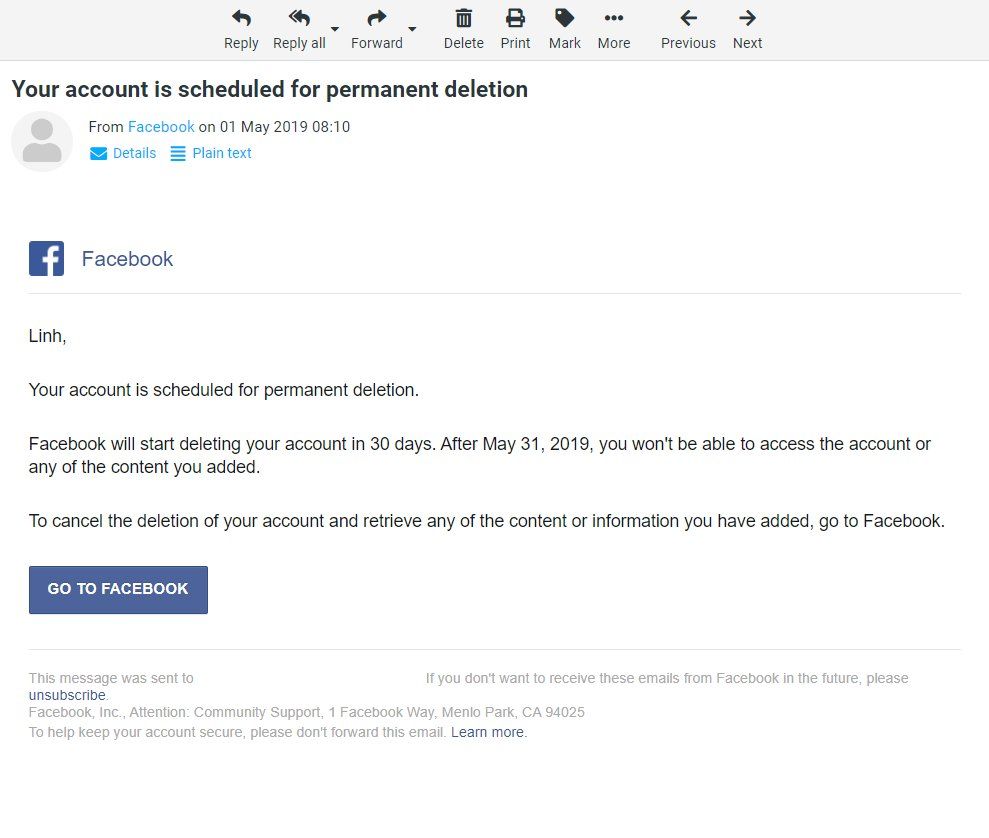 Reply Reply all Forward Delete Print Mark More Previous Next
Your account is scheduled for permanent deletion
From Facebook on 01 May 2019 08:10
Details Plain text
Facebook
Linh,
Your account is scheduled for permanent deletion.
Facebook will start deleting your account in 30 days. After May 31, 2019, you won't be able to access the account or
any of the content you added.
To cancel the deletion of your account and retrieve any of the content or information you have added, go to Facebook.
GO TO FACEBOOK
This message was sent to If you don't want to receive these emails from Facebook in the future, please
unsubscribe.
Facebook, Inc., Attention: Community Support, 1 Facebook Way, Menlo Park, CA 94025
To help keep your account secure, please don't forward this email. Learn more.